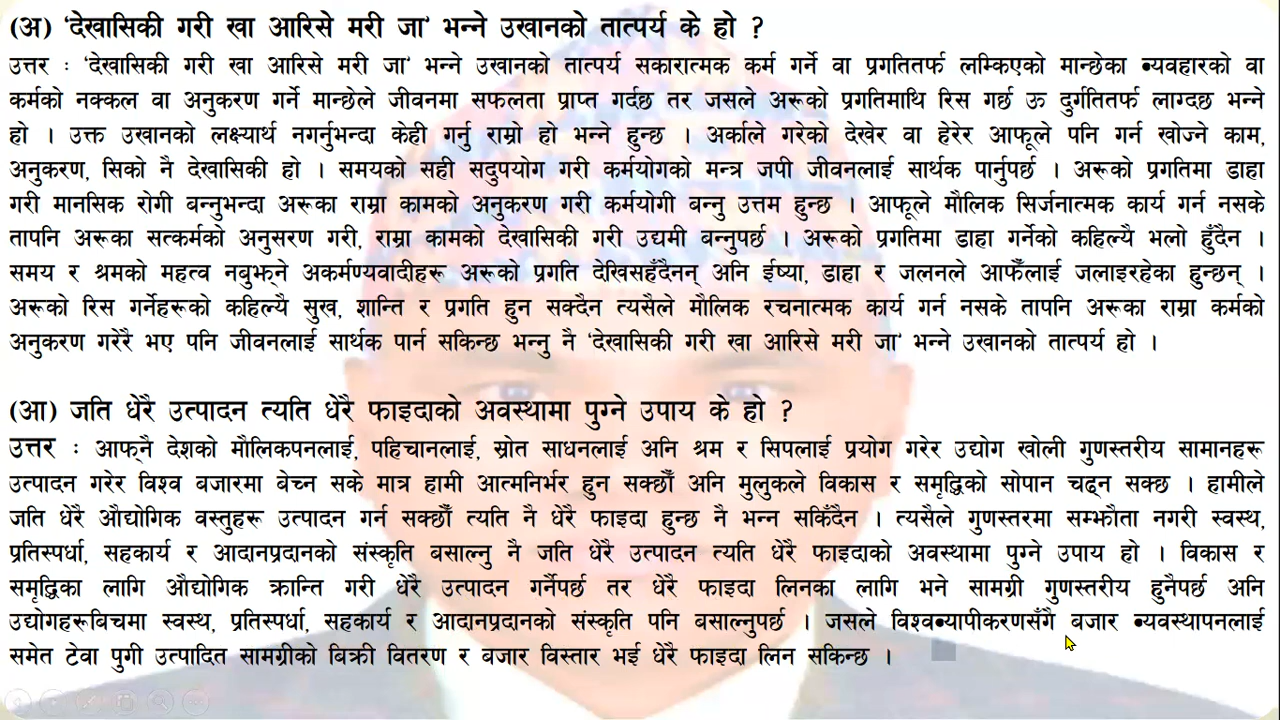 (अ) 'देखासिकी गरी खा आरिसे मरी जा' भन्ने उखानको तात्पर्य के हो ?
उत्तर : 'देखासिकी गरी खा आरिसे मरी जा' भन्ने उखानको तात्पर्य सकारात्मक कर्म गर्ने वा प्रगतितर्फ लम्किएको मान्छेका व्यवहारको वा
कर्मको नक्कल वा अनुकरण गर्ने मान्छेले जीवनमा सफलता प्राप्त गर्दछ तर जसले अरूको प्रगतिमाथि रिस गर्छ ऊ दुर्गतितर्फ लाग्दछ भन्ने
हो । उक्त उखानको लक्ष्यार्थ नगर्नुभन्दा केही गर्नु राम्रो हो भन्ने हुन्छ । अर्काले गरेको देखेर वा हेरेर आफूले पनि गर्न खोज्ने काम,
अनुकरण, सिको नै देखासिकी हो । समयको सही सदुपयोग गरी कर्मयोगको मन्त्र जपी जीवनलाई सार्थक पार्नुपर्छ । अरूको प्रगतिमा डाहा
गरी मानसिक रोगी बन्नुभन्दा अरूका राम्रा कामको अनुकरण गरी कर्मयोगी बन्नु उत्तम हुन्छ । आफूले मौलिक सिर्जनात्मक कार्य गर्न नसके
तापनि अरूका सत्कर्मको अनुसरण गरी, राम्रा कामको देखासिकी गरी उद्यमी बन्नुपर्छ । अरूको प्रगतिमा डाहा गर्नेको कहिल्यै भलो हुँदैन ।
समय र श्रमको महत्व नबुझ्ने अकर्मण्यवादीहरू अरूको प्रगति देखिसहँदैनन् अनि ईष्या, डाहा र जलनले आफैँलाई जलाइरहेका हुन्छन् ।
अरूको रिस गर्नेहरूको कहिल्यै सुख, शान्ति र प्रगति हुन सक्दैन त्यसैले मौलिक रचनात्मक कार्य गर्न नसके तापनि अरूका राम्रा कर्मको
अनुकरण गरेरै भए पनि जीवनलाई सार्थक पार्न सकिन्छ भन्नु नै 'देखासिकी गरी खा आरिसे मरी जा' भन्ने उखानको तात्पर्य हो ।
(आ) जति धेरै उत्पादन त्यति धेरै फाइदाको अवस्थामा पुग्ने उपाय के हो ?
उत्तर : आफ्नै देशको मौलिकपनलाई, पहिचानलाई, स्रोत साधनलाई अनि श्रम र सिपलाई प्रयोग गरेर उद्योग खोली गुणस्तरीय सामानहरू
उत्पादन गरेर विश्व बजारमा बेच्न सके मात्र हामी आत्मनिर्भर हुन सक्छौँ अनि मुलुकले विकास र समृद्धिको सोपान चढ्न सक्छ । हामीले
जति धेरै औद्योगिक वस्तुहरू उत्पादन गर्न सक्छौँ त्यति नै धेरै फाइदा हुन्छ नै भन्न सकिँदैन । त्यसैले गुणस्तरमा सम्झौता नगरी स्वस्थ,
प्रतिस्पर्धा, सहकार्य र आदानप्रदानको संस्कृति बसाल्नु नै जति धेरै उत्पादन त्यति धेरै फाइदाको अवस्थामा पुग्ने उपाय हो । विकास र
समृद्धिका लागि औद्योगिक क्रान्ति गरी धेरै उत्पादन गर्नैपर्छ तर धेरै फाइदा लिनका लागि भने सामग्री गुणस्तरीय हुनैपर्छ अनि
उद्योगहरूबिचमा स्वस्थ, प्रतिस्पर्धा, सहकार्य र आदानप्रदानको संस्कृति पनि बसाल्नुपर्छ । जसले विश्वव्यापीकरणसँगै बजार व्यवस्थापनलाई
समेत टेवा पुगी उत्पादित सामग्रीको बिक्री वितरण र बजार विस्तार भई धेरै फाइदा लिन सकिन्छ ।